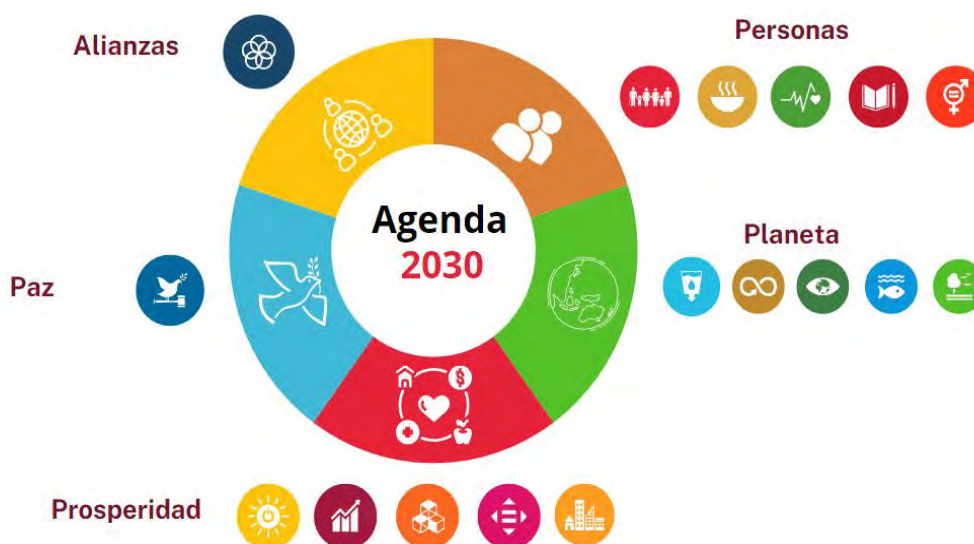 Alianzas
Personas
Agenda
2030
Planeta
Paz
Prosperidad